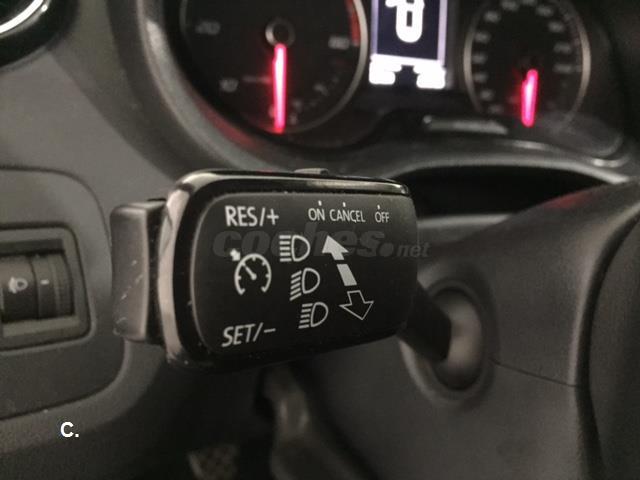 RES/+
ON CANCEL OFF
coches.net
SET/-
C.